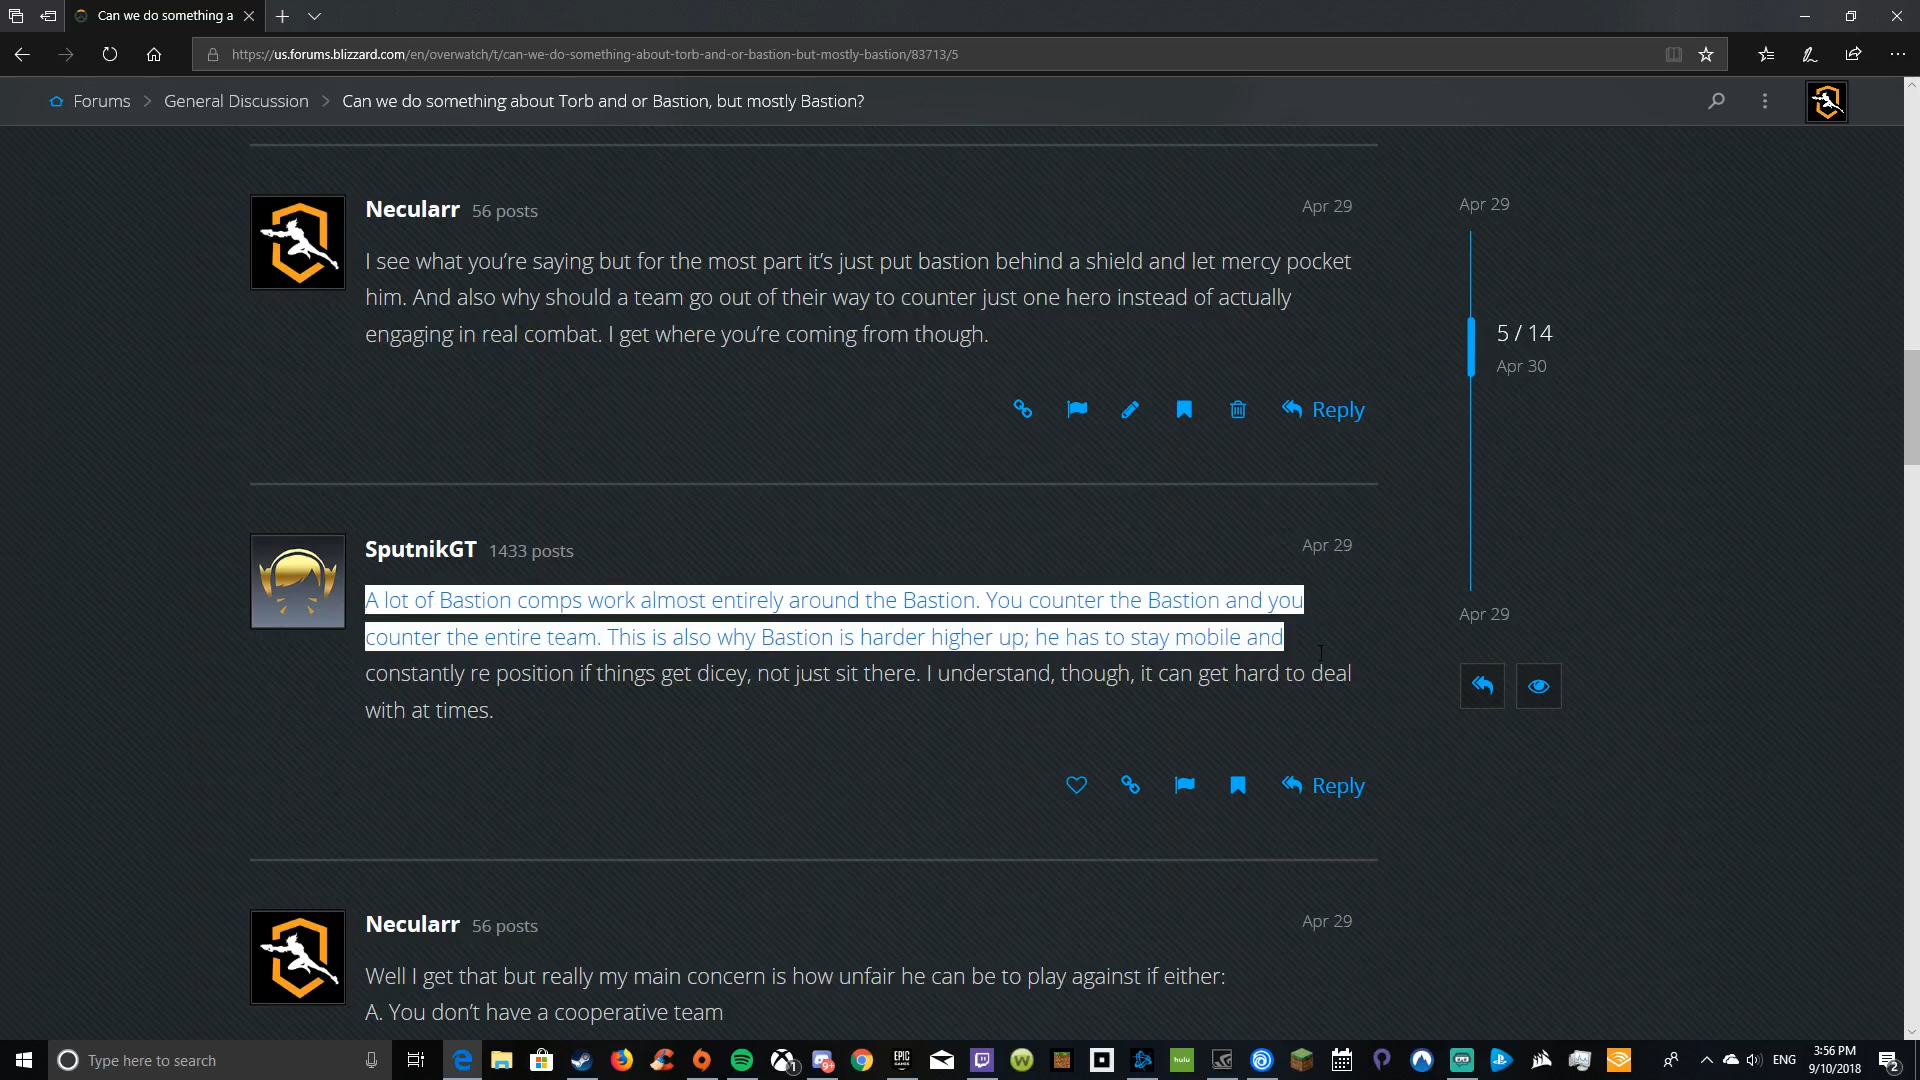 Can we do something a
https://us.forums.blizzard.com/en/overwatch/t/can-we-do-something-about-torb-and-or-bastion-but-mostly-bastion/83713/5
Forums > General Discussion > Can we do something about Torb and or Bastion, but mostly Bastion?
Necularr 56 posts Apr 29
I see what you’re saying but for the most part it’s just put bastion behind a shield and let mercy pocket
him. And also why should a team go out of their way to counter just one hero instead of actually
engaging in real combat. I get where you’re coming from though.
Reply
Apr 29
5 / 14
Apr 30
Apr 29
SputnikGT 1433 posts Apr 29
A lot of Bastion comps work almost entirely around the Bastion. You counter the Bastion and you
counter the entire team. This is also why Bastion is harder higher up; he has to stay mobile and
constantly re position if things get dicey, not just sit there. I understand, though, it can get hard to deal
with at times.
Reply
Necularr 56 posts Apr 29
Well I get that but really my main concern is how unfair he can be to play against if either:
A. You don’t have a cooperative team
Type here to search
1
9+
EPIC GAMES
hulu
ENG
3:56 PM
9/10/2018
2